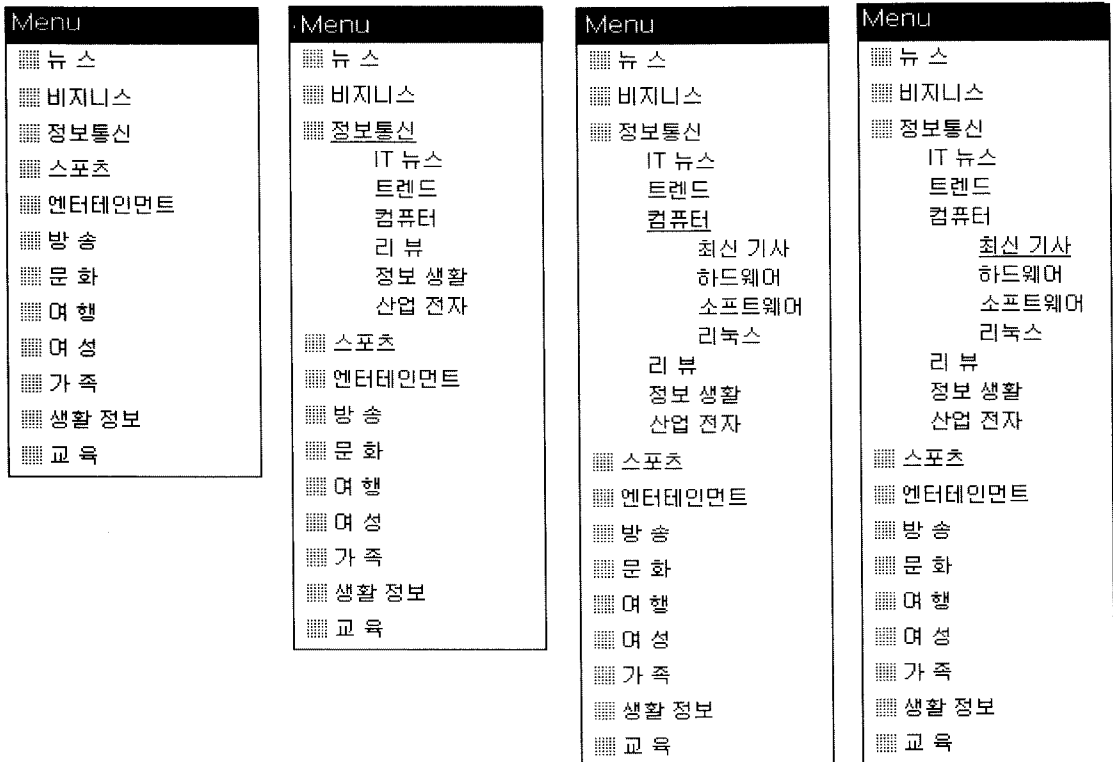 Menu
뉴 스
비지니스
정보통신
스포츠
엔터테인먼트
방 송
문 화
여 행
여 성
가 족
생활 정보
교 육
Menu
뉴 스
비지니스
정보통신
IT 뉴스
트렌드
컴퓨터
리 뷰
정보 생활
산업 전자
스포츠
엔터테인먼트
방 송
문 화
여 행
여 성
가 족
생활 정보
교 육
Menu
뉴 스
비지니스
정보통신
IT 뉴스
트렌드
컴퓨터
최신 기사
하드웨어
소프트웨어
리눅스
리 뷰
정보 생활
산업 전자
스포츠
엔터테인먼트
방 송
문 화
여 행
여 성
가 족
생활 정보
교 육
Menu
뉴 스
비지니스
정보통신
IT 뉴스
트렌드
컴퓨터
최신 기사
하드웨어
소프트웨어
리눅스
리 뷰
정보 생활
산업 전자
스포츠
엔터테인먼트
방 송
문 화
여 행
여 성
가 족
생활 정보
교 육